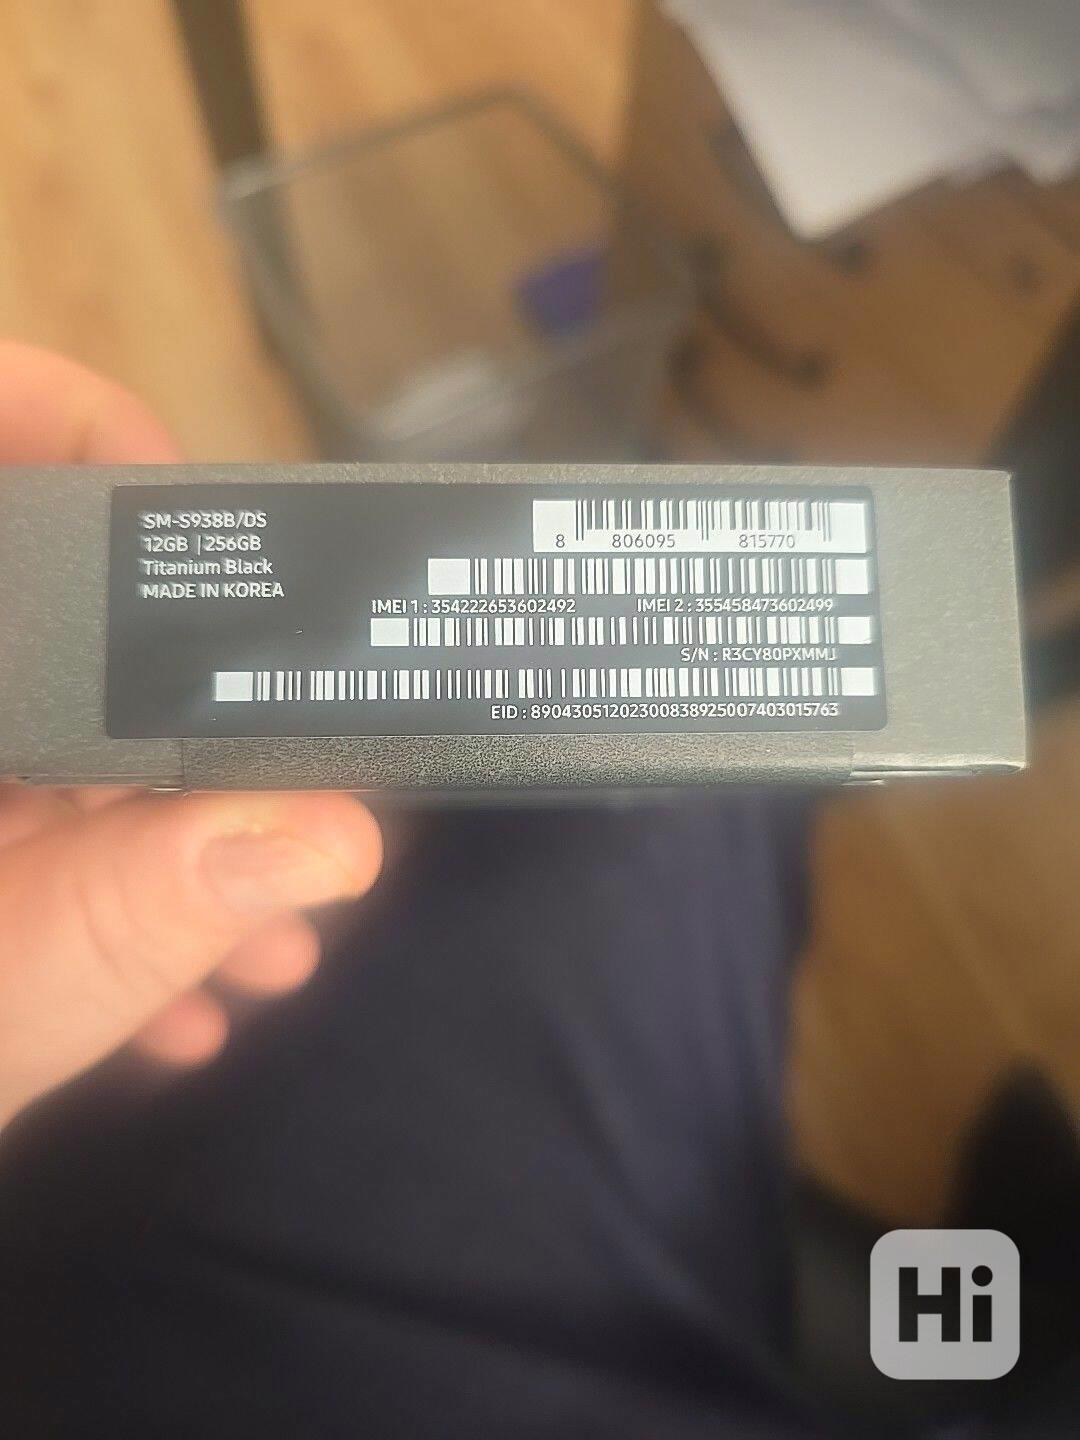 SM-S938B/DS
12GB | 256GB
Titanium Black
MADE IN KOREA
8 806095 815770
IMEI 1 : 354222653602492 IMEI 2 : 355458473602499
S/N : R3CY80PXMMJ
EID : 89043051202300838925007403015763
Hi